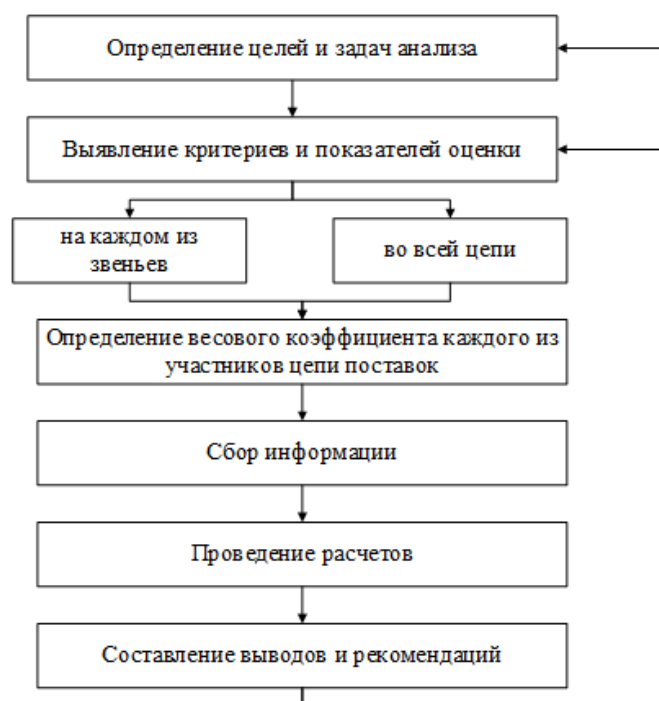 Определение целей и задач анализа
Выявление критериев и показателей оценки
на каждом из
звеньев
во всей цепи
Определение весового коэффициента каждого из
участников цепи поставок
Сбор информации
Проведение расчетов
Составление выводов и рекомендаций